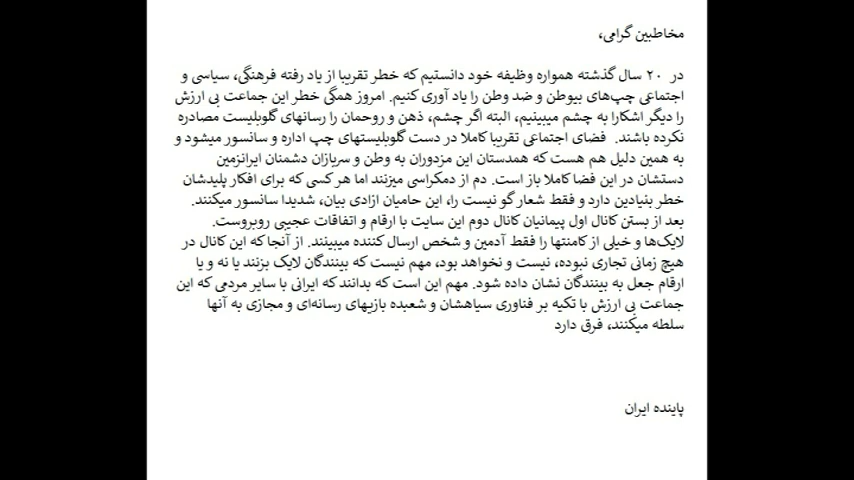 مخاطبین گرامی،
در ۲۰ سال گذشته همواره وظیفه خود دانستیم که خطر تقریبا از یاد رفته فرهنگی، سیاسی و
اجتماعی چپ‌های بیوطن و ضد وطن را یاد آوری کنیم. امروز همگی خطر این جماعت بی ارزش
را دیگر اشکارا به چشم میبینیم، البته اگر چشم، ذهن و روحمان را رسانهای گلوبلیست مصادره
نکرده باشند. فضای اجتماعی تقریبا کاملا در دست گلوبلیستهای چپ اداره و سانسور میشود و
به همین دلیل هم هست که همدستان این مزدوران به وطن و سربازان دشمنان ایرانزمین
دستشان در این فضا کاملا باز است. دم از دمکراسی میزنند اما هر کسی که برای افکار پلیدشان
خطر بنیادین دارد و فقط شعار گو نیست را، این حامیان ازادی بیان، شدیدا سانسور میکنند.
بعد از بستن کانال اول پیمانیان کانال دوم این سایت با ارقام و اتفاقات عجیبی روبروست.
لایک‌ها و خیلی از کامنتها را فقط آدمین و شخص ارسال کننده میبینند. از آنجا که این کانال در
هیچ زمانی تجاری نبوده، نیست و نخواهد بود، مهم نیست که بینندگان لایک بزنند یا نه و یا
ارقام جعل به بینندگان نشان داده شود. مهم این است که بدانند که ایرانی با سایر مردمی که این
جماعت بی ارزش با تکیه بر فناوری سیاهشان و شعبده بازیهای رسانه‌ای و مجازی به آنها
سلطه میکنند، فرق دارد
پاینده ایران